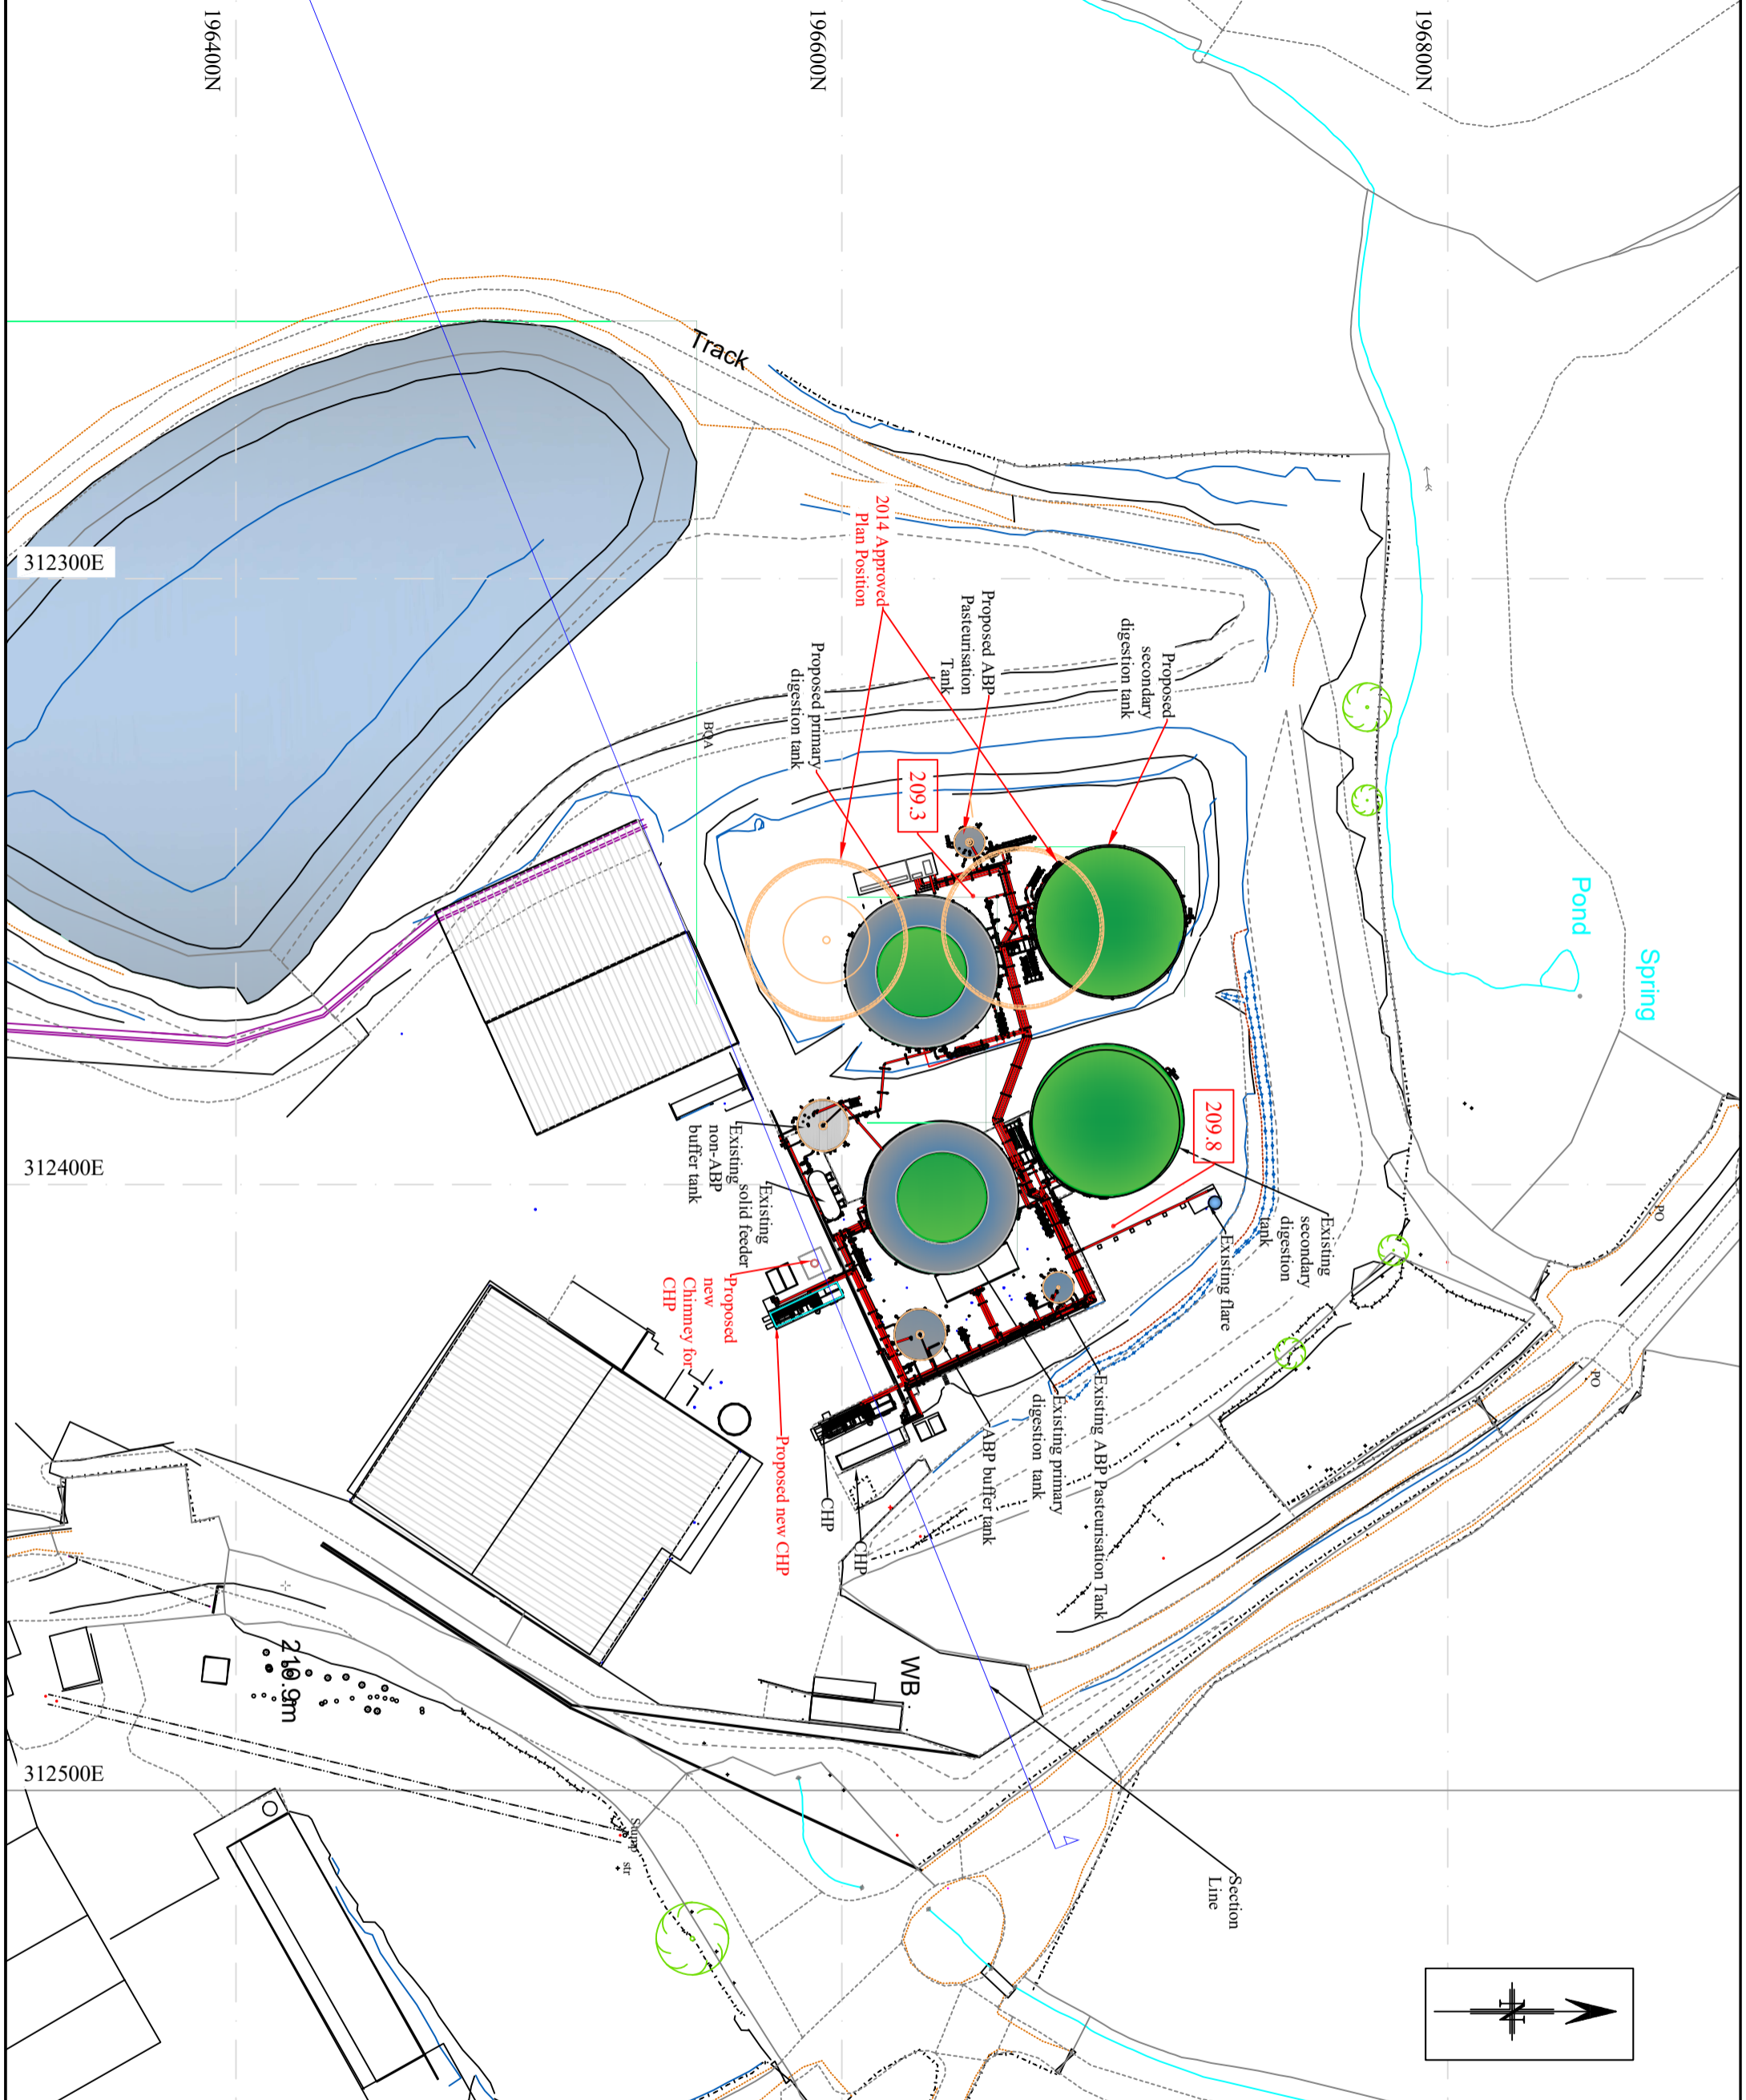 196400N
196600N
196800N
312300E
312400E
312500E
Track
2014 Approved
Plan Position
Proposed ABP
Pasteurisation
Tank
Proposed
secondary
digestion tank
Proposed primary
digestion tank
BQA
209.3
Pond
Spring
209.8
Existing
secondary
digestion
tank
Existing flare
Existing
non-ABP
buffer tank
Existing
solid feeder
Proposed
new
Chimney for
CHP
Proposed new CHP
CHP
CHP
ABP buffer tank
Existing primary
digestion tank
Existing ABP Pasteurisation Tank
PO
PO
WB
Section
Line
str
N